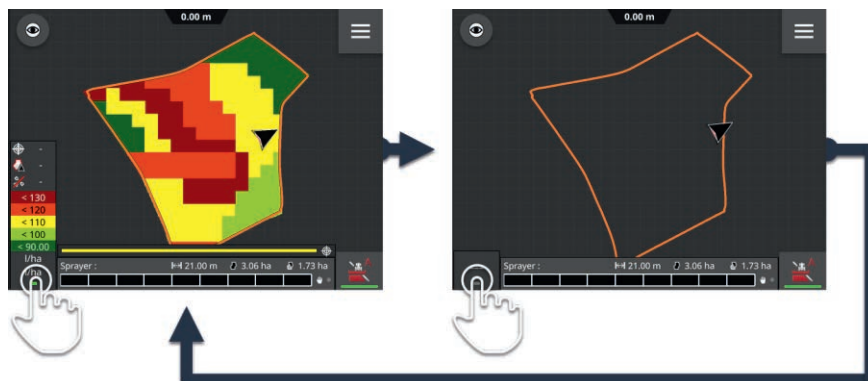 0.00 m
-
-
-
< 130
< 120
< 110
< 100
< 90.00
l/ha
Sprayer : 21.00 m 3.06 ha 1.73 ha
0.00 m
Sprayer : 21.00 m 3.06 ha 1.73 ha